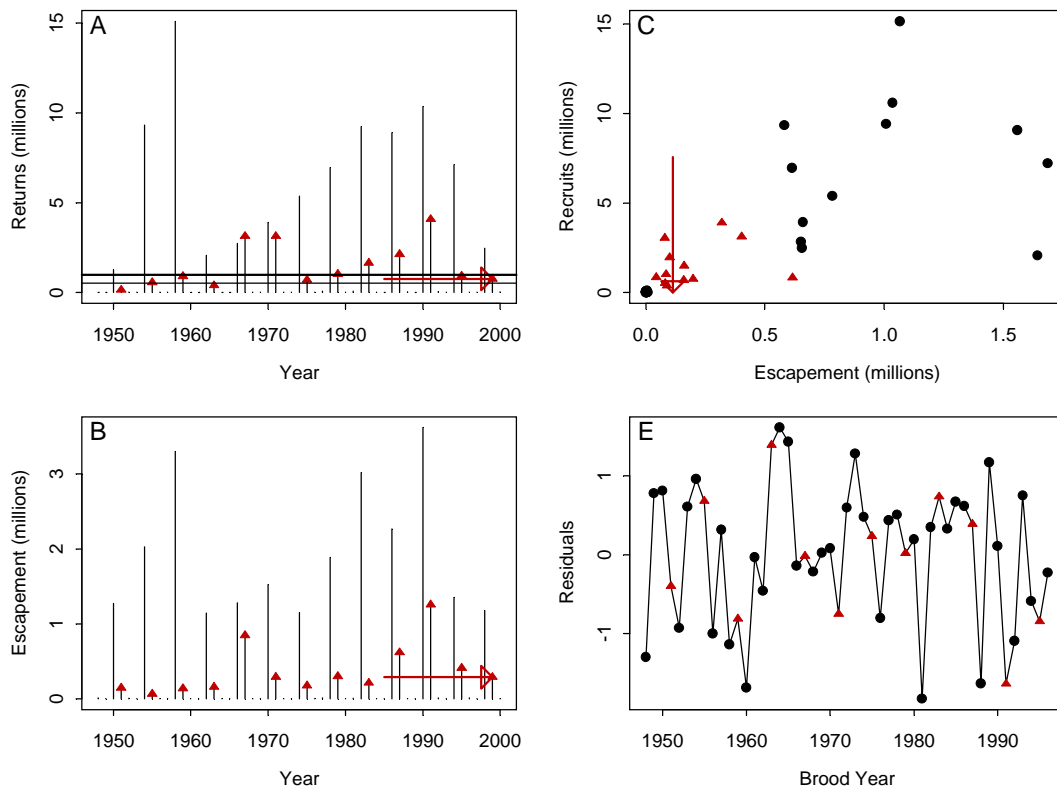 A
15
10
5
0
Returns (millions)
1950 1960 1970 1980 1990 2000
Year
C
15
10
5
0
Recruits (millions)
0.0 0.5 1.0 1.5
Escapement (millions)
B
3
2
1
0
Escapement (millions)
1950 1960 1970 1980 1990 2000
Year
E
1
0
-1
Residuals
1950 1960 1970 1980 1990
Brood Year